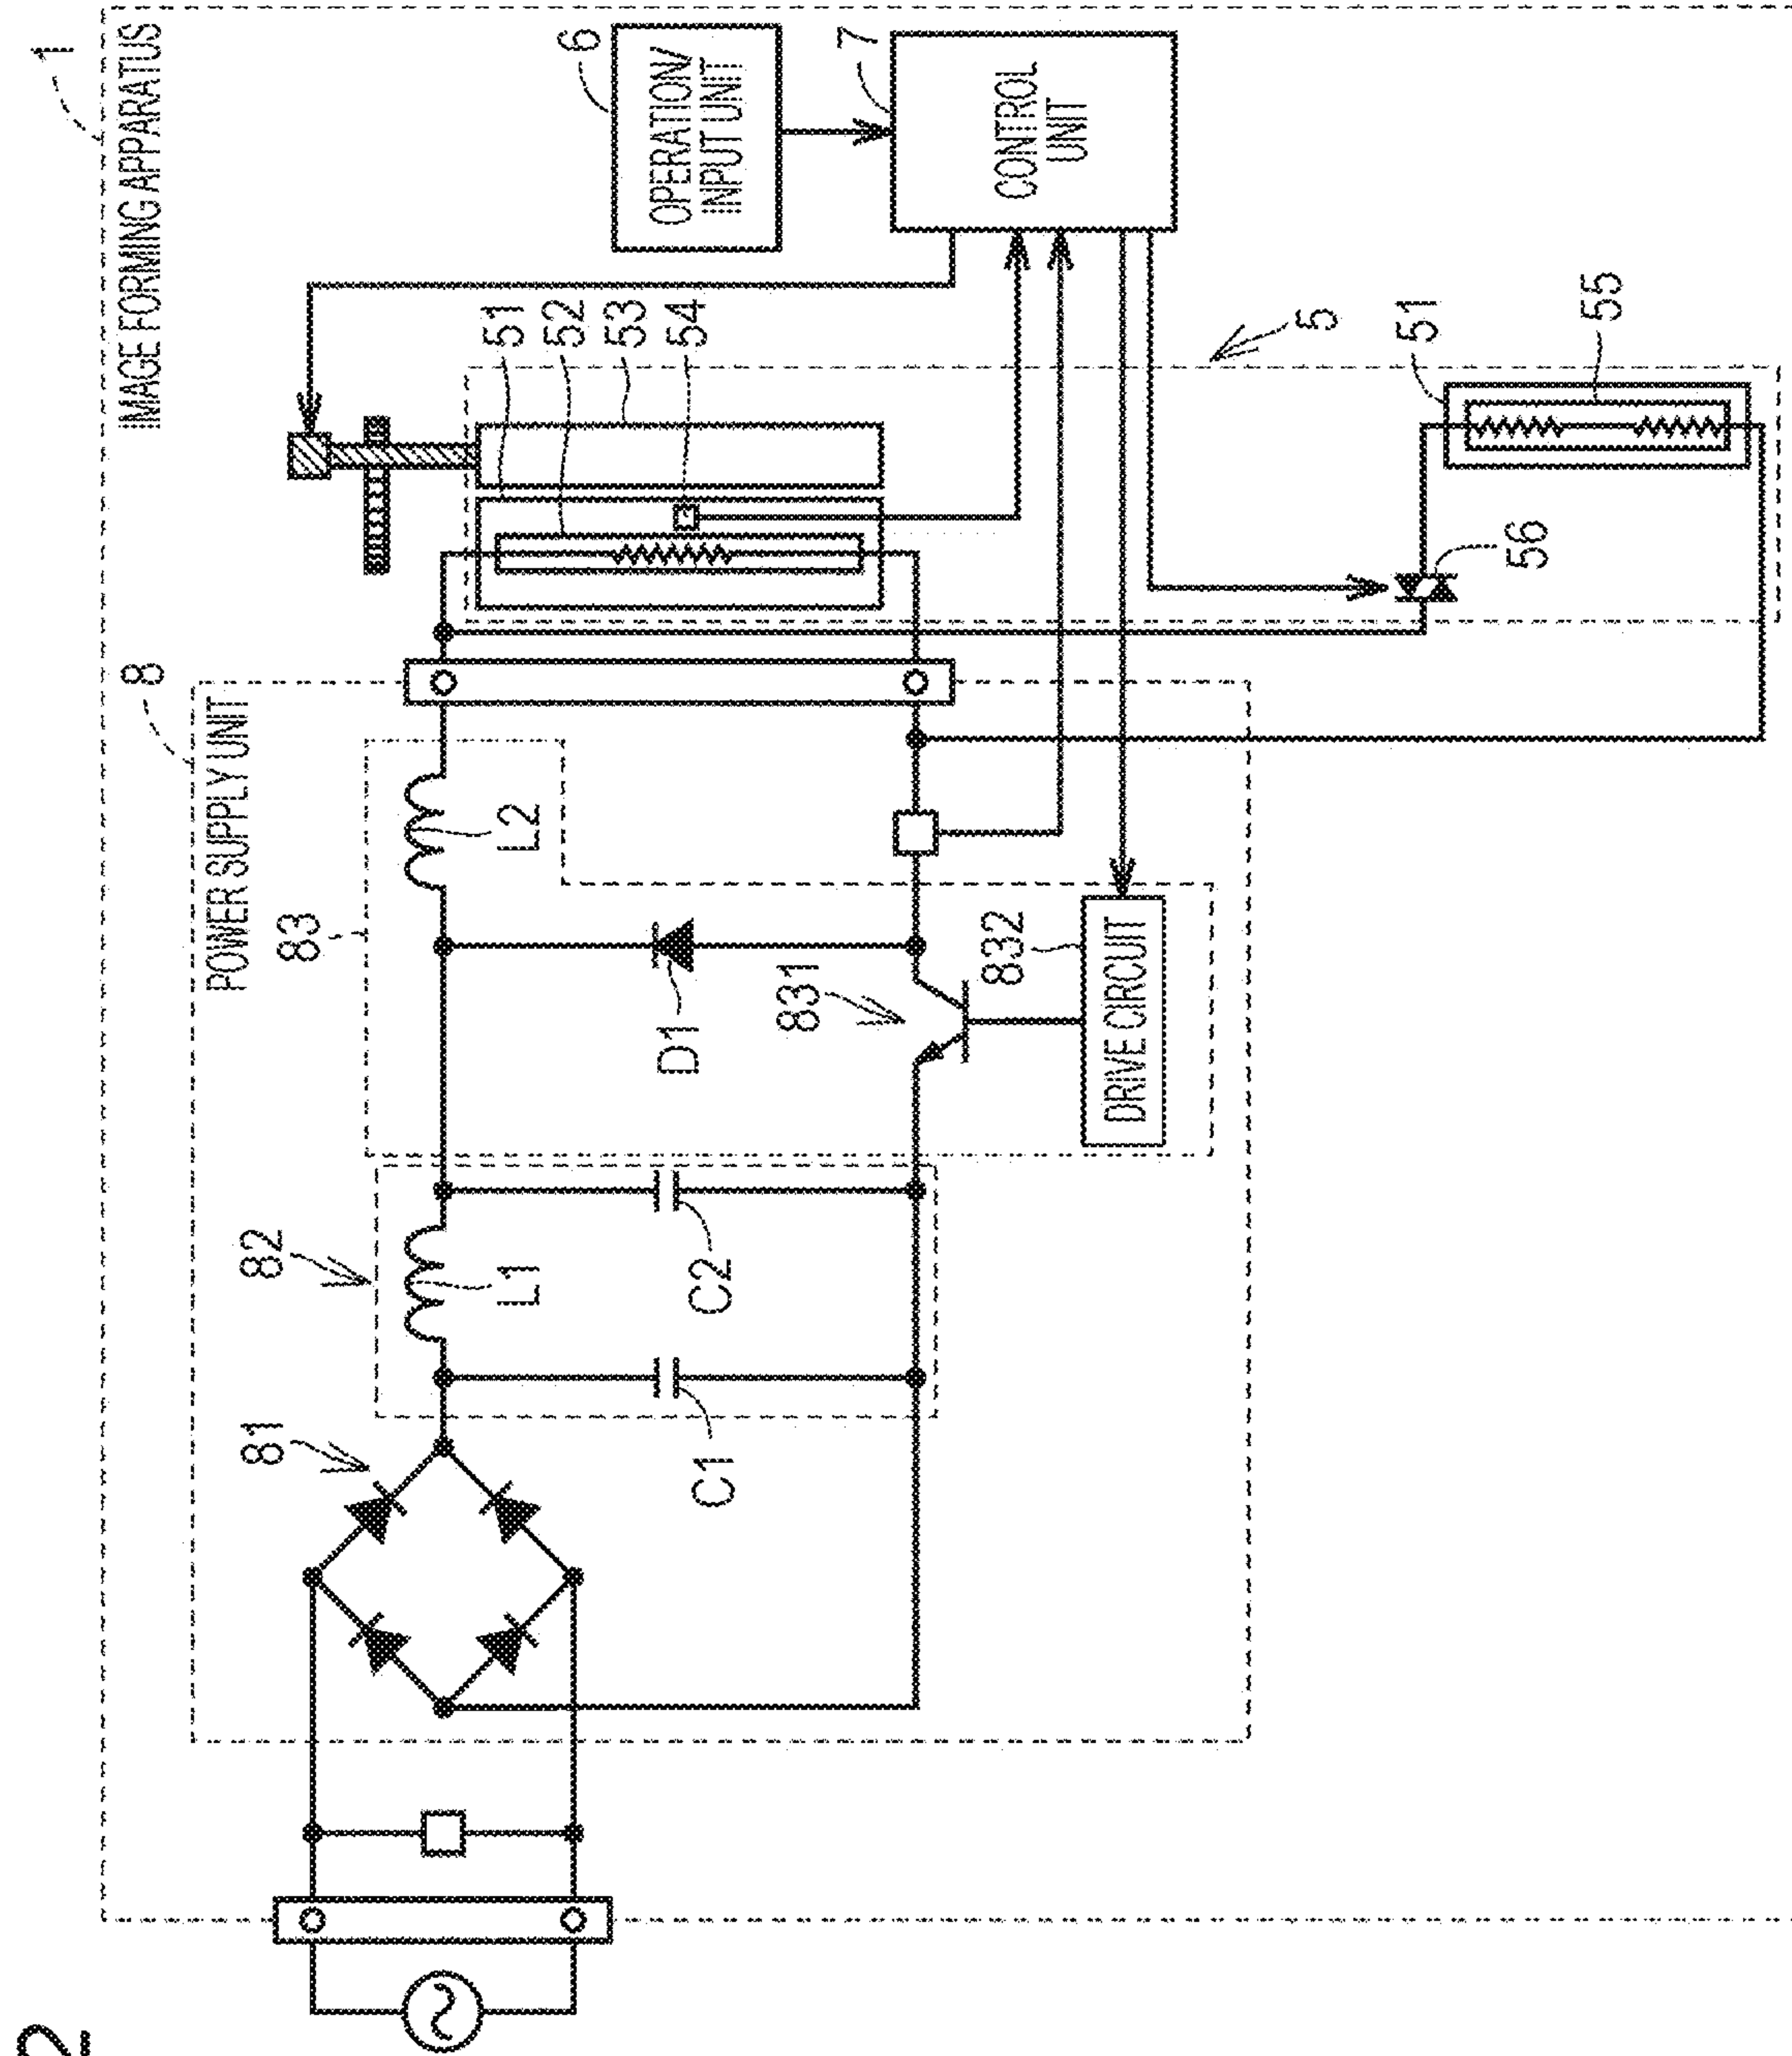 2
1
IMAGE FORMING APPARATUS
8
POWER SUPPLY UNIT
6
OPERATION/
INPUT UNIT
7
CONTROL
UNIT
51
52
53
54
5
51
55
56
81
82
83
L1
L2
C1
C2
D1
831
832
DRIVE CIRCUIT